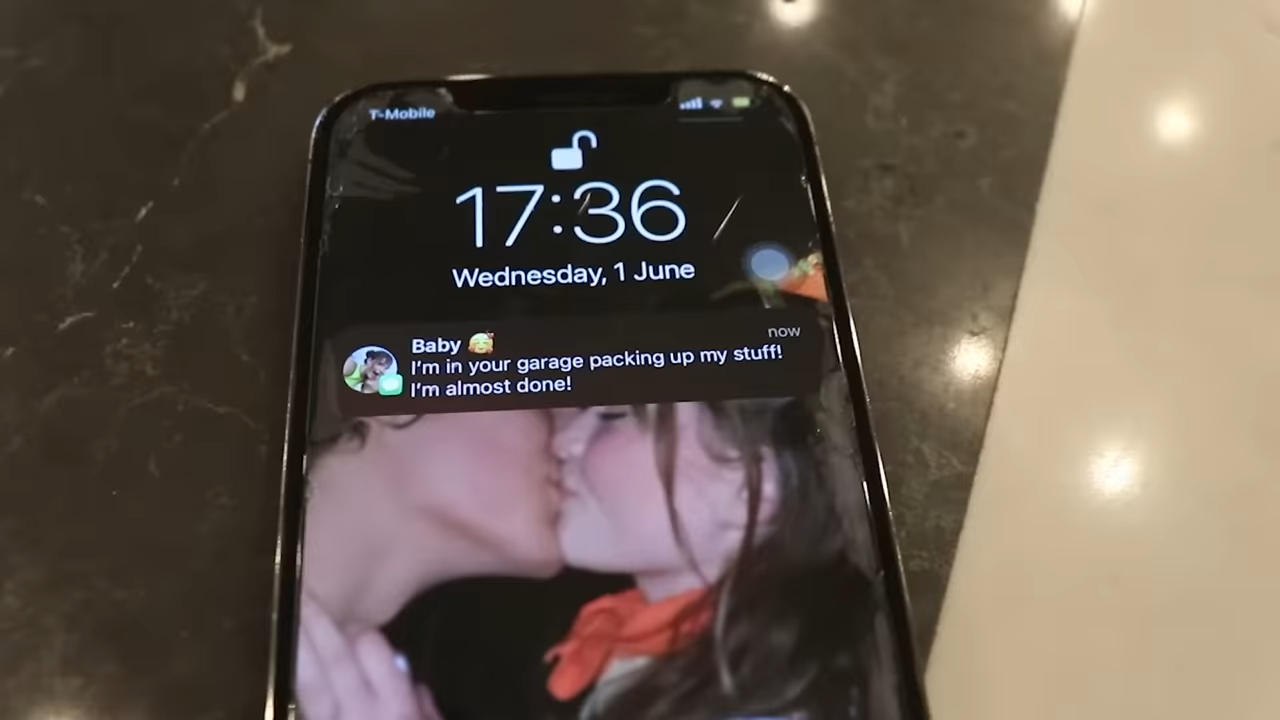 T-Mobile
17:36
Wednesday, 1 June
Baby 🥰
now
I'm in your garage packing up my stuff!
I'm almost done!